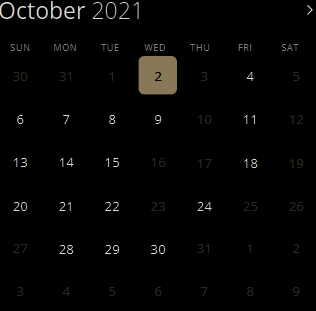 October 2021
SUN MON TUE WED THU FRI SAT
30 31 1 2 3 4 5
6 7 8 9 10 11 12
13 14 15 16 17 18 19
20 21 22 23 24 25 26
27 28 29 30 31 1 2
3 4 5 6 7 8 9